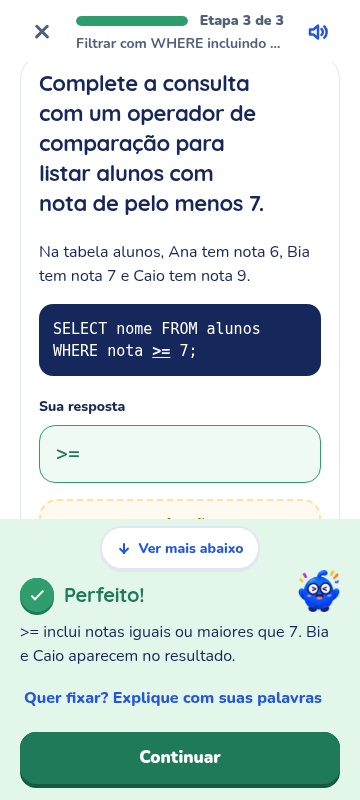 Etapa 3 de 3
Filtrar com WHERE incluindo ...
Complete a consulta
com um operador de
comparação para
listar alunos com
nota de pelo menos 7.
Na tabela alunos, Ana tem nota 6, Bia
tem nota 7 e Caio tem nota 9.
SELECT nome FROM alunos
WHERE nota >= 7;
Sua resposta
>=
Ver mais abaixo
Perfeito!
>= inclui notas iguais ou maiores que 7. Bia
e Caio aparecem no resultado.
Quer fixar? Explique com suas palavras
Continuar